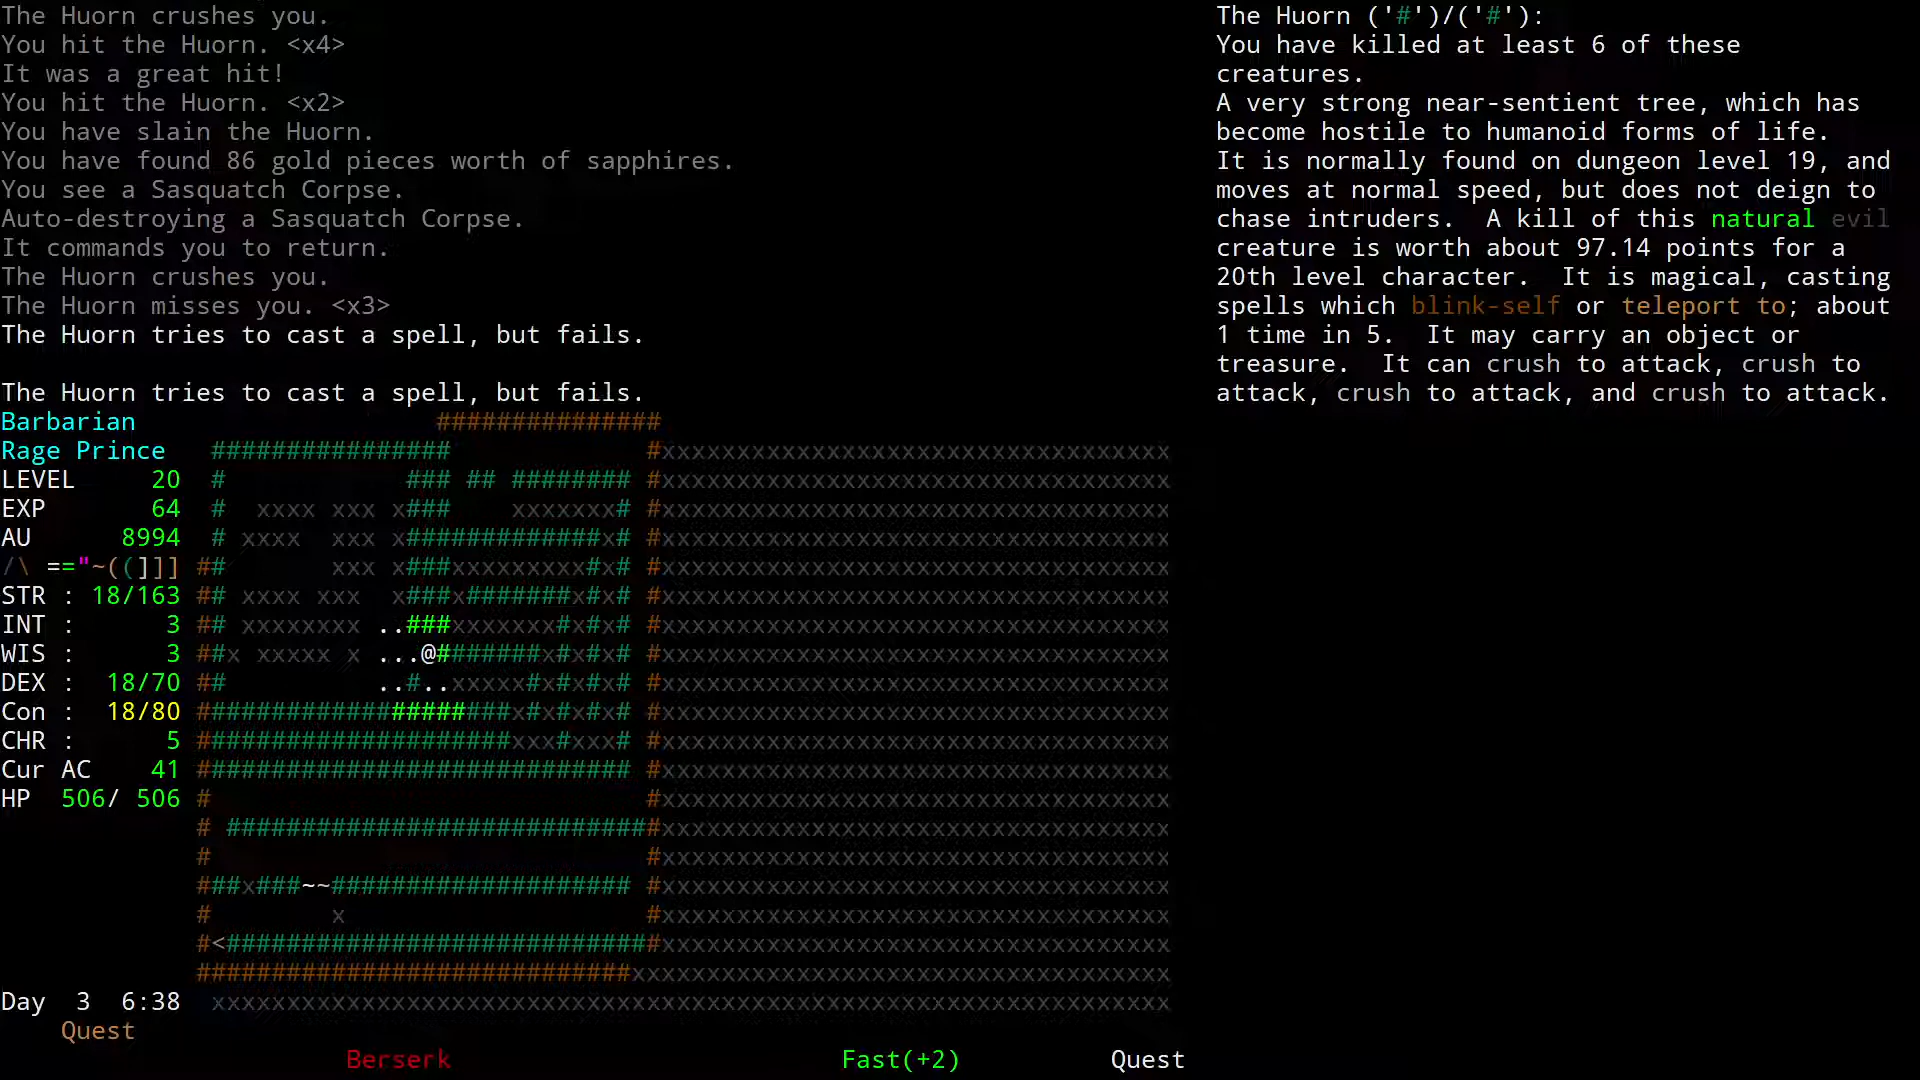 The Huorn crushes you.
You hit the Huorn. <x4>
It was a great hit!
You hit the Huorn. <x2>
You have slain the Huorn.
You have found 86 gold pieces worth of sapphires.
You see a Sasquatch Corpse.
Auto-destroying a Sasquatch Corpse.
It commands you to return.
The Huorn crushes you.
The Huorn misses you. <x3>
The Huorn tries to cast a spell, but fails.
The Huorn tries to cast a spell, but fails.
The Huorn ('#')/('#'):
You have killed at least 6 of these
creatures.
A very strong near-sentient tree, which has
become hostile to humanoid forms of life.
It is normally found on dungeon level 19, and
moves at normal speed, but does not deign to
chase intruders.  A kill of this natural evil
creature is worth about 97.14 points for a
20th level character.  It is magical, casting
spells which blink-self or teleport to; about
1 time in 5.  It may carry an object or
treasure.  It can crush to attack, crush to
attack, crush to attack, and crush to attack.
Barbarian
Rage Prince
LEVEL 20
EXP 64
AU 8994
/\ =="~((]]]
STR : 18/163
INT : 3
WIS : 3
DEX : 18/70
Con : 18/80
CHR : 5
Cur AC 41
HP 506/ 506
Day 3 6:38
Quest
Berserk
Fast(+2)
Quest